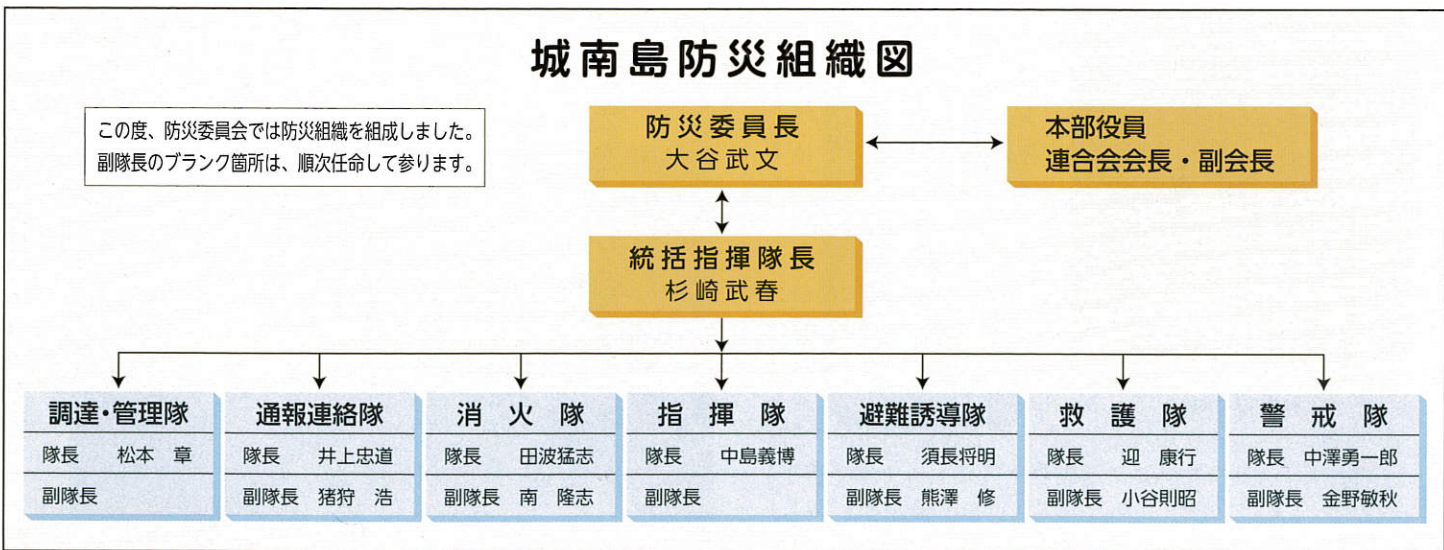 城南島防災組織図
この度、防災委員会では防災組織を組成しました。
副隊長のブランク箇所は、順次任命して参ります。
防災委員長
大谷武文
本部役員
連合会会長・副会長
統括指揮隊長
杉崎武春
調達・管理隊
隊長 松本 章
副隊長
通報連絡隊
隊長 井上忠道
副隊長 猪狩 浩
消火隊
隊長 田波猛志
副隊長 南 隆志
指揮隊
隊長 中島義博
副隊長
避難誘導隊
隊長 須長将明
副隊長 熊澤 修
救護隊
隊長 迎 康行
副隊長 小谷則昭
警戒隊
隊長 中澤勇一郎
副隊長 金野敏秋